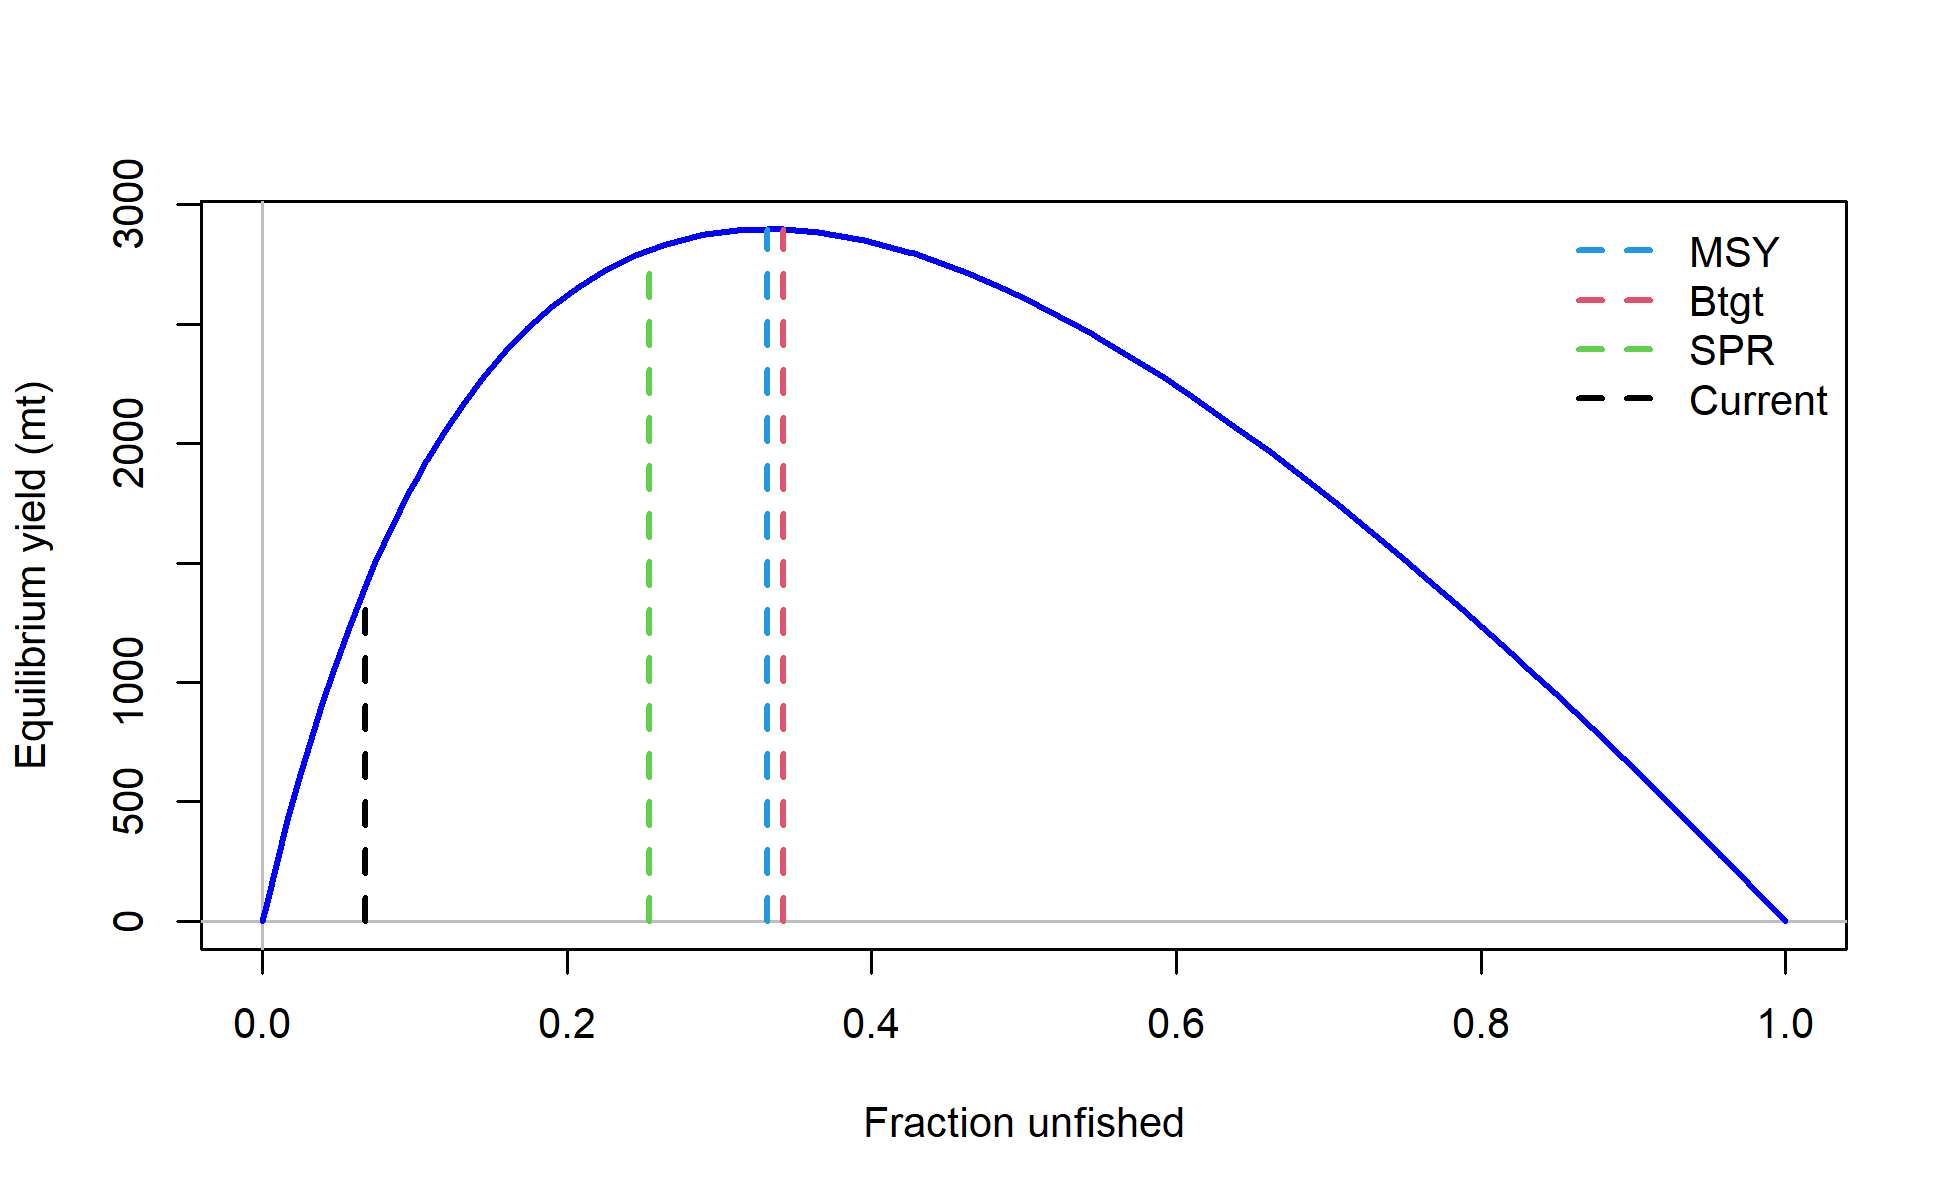 Equilibrium yield (mt)
3000
2000
1000
500
0
MSY
Btgt
SPR
Current
0.0 0.2 0.4 0.6 0.8 1.0
Fraction unfished